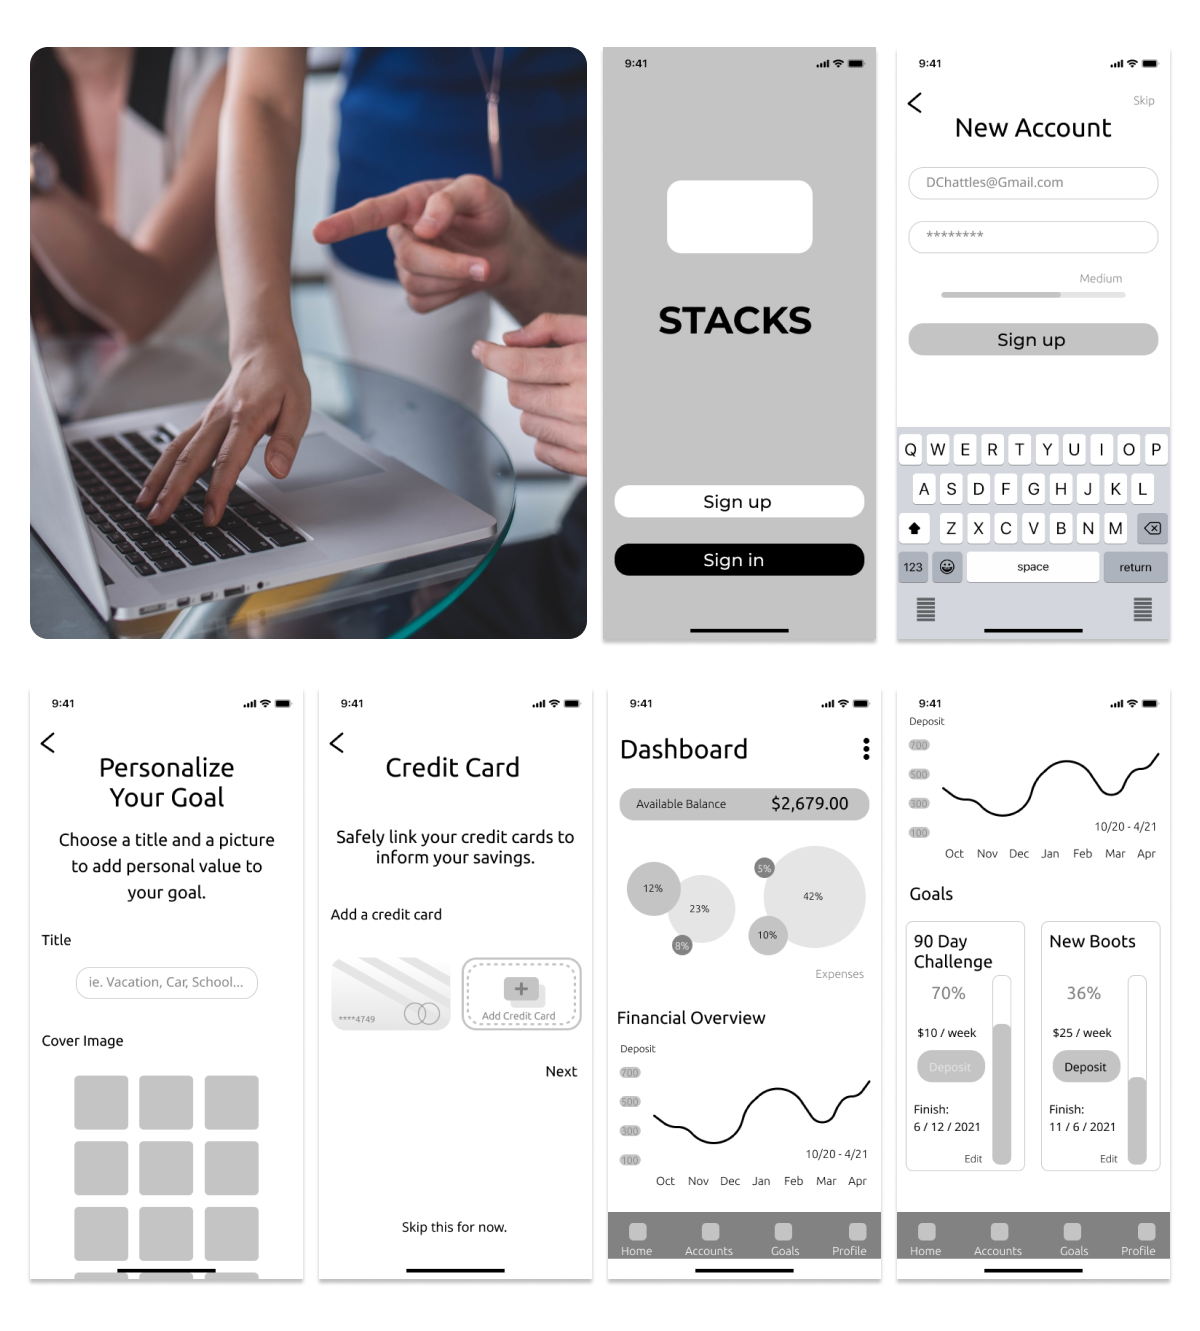 9:41
STACKS
Sign up
Sign in
9:41
Skip
New Account
DChattles@Gmail.com
********
Medium
Sign up
Q W E R T Y U I O P
A S D F G H J K L
Z X C V B N M
123 space return
9:41
Personalize
Your Goal
Choose a title and a picture
to add personal value to
your goal.
Title
ie. Vacation, Car, School...
Cover Image
9:41
Credit Card
Safely link your credit cards to
inform your savings.
Add a credit card
****4749
Add Credit Card
Next
Skip this for now.
9:41
Dashboard
Available Balance $2,679.00
12%
23%
8%
5%
42%
10%
Expenses
Financial Overview
Deposit
700
500
300
100
10/20 - 4/21
Oct Nov Dec Jan Feb Mar Apr
Home Accounts Goals Profile
9:41
Deposit
700
500
300
100
10/20 - 4/21
Oct Nov Dec Jan Feb Mar Apr
Goals
90 Day
Challenge
70%
$10 / week
Deposit
Finish:
6 / 12 / 2021
Edit
New Boots
36%
$25 / week
Deposit
Finish:
11 / 6 / 2021
Edit
Home Accounts Goals Profile